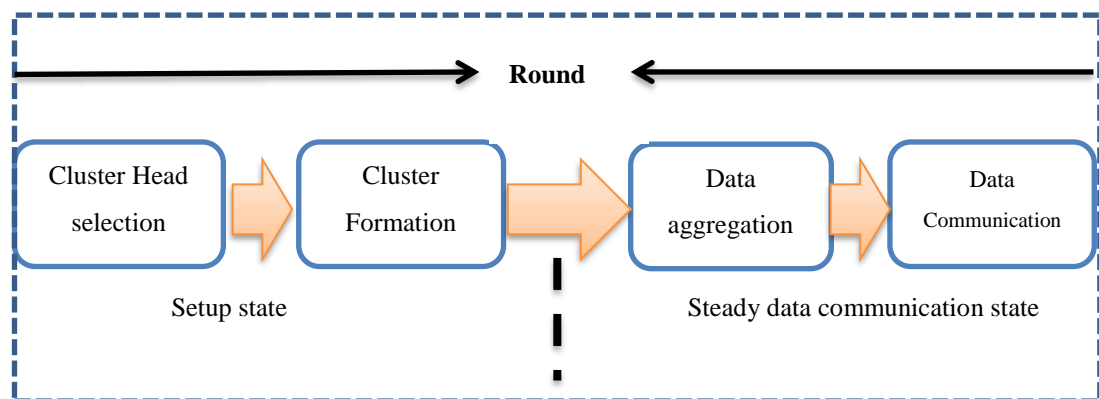 Round
Cluster Head
selection
Cluster
Formation
Data
aggregation
Data
Communication
Setup state
Steady data communication state